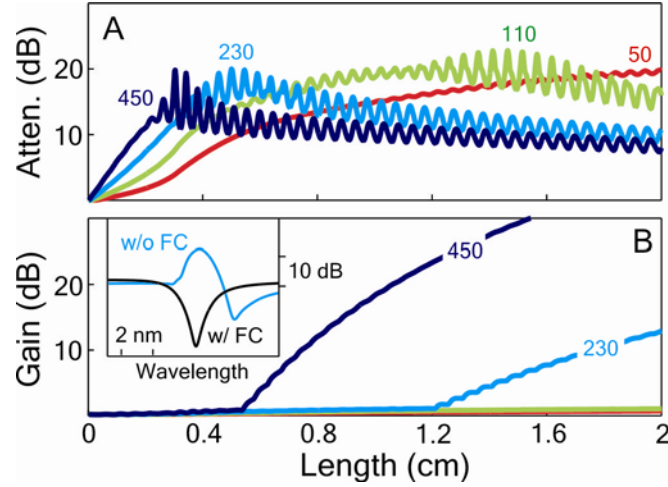 A
230
110
50
450
Atten. (dB)
20
10
B
w/o FC
10 dB
450
w/ FC
2 nm
Wavelength
230
Gain (dB)
20
10
0 0.4 0.8 1.2 1.6 2
Length (cm)